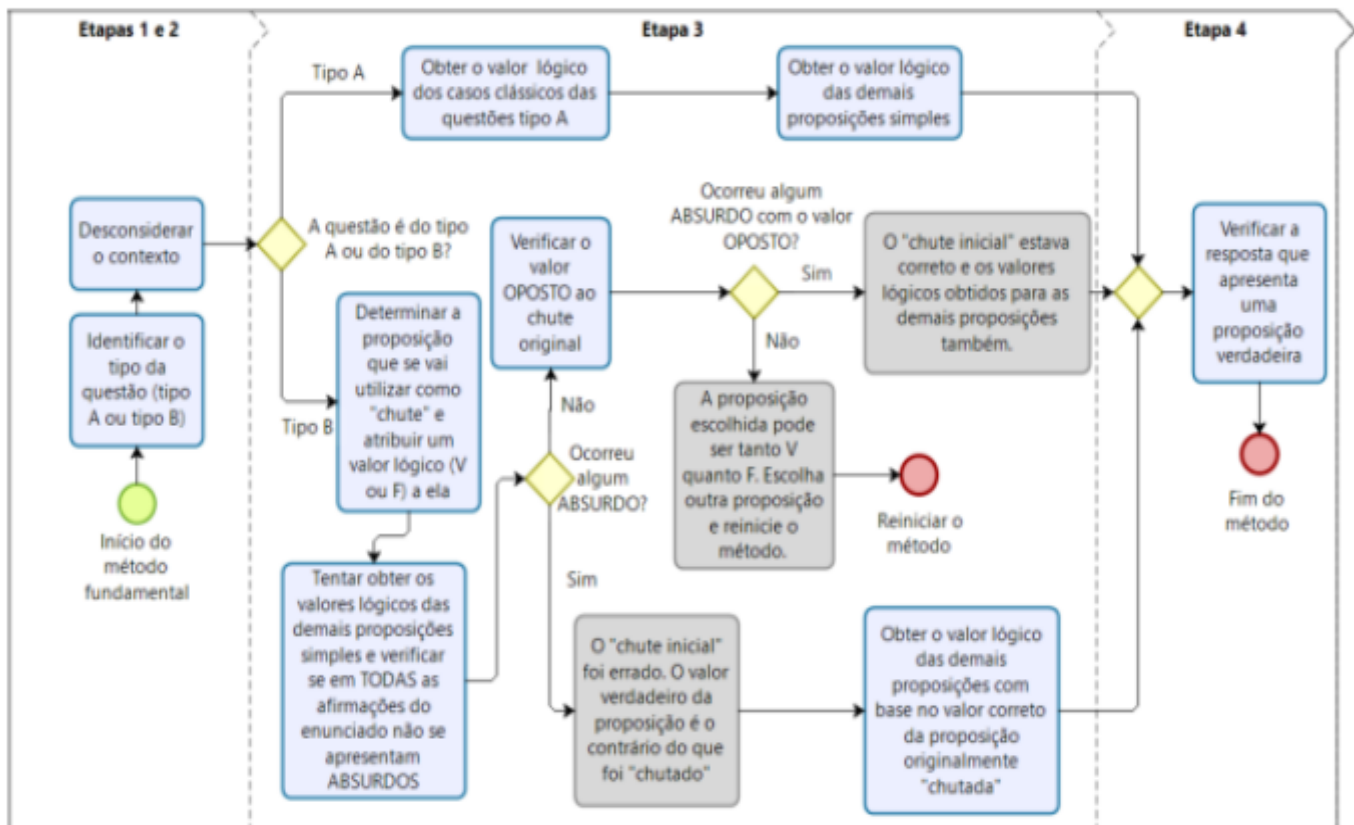 Etapas 1 e 2
Etapa 3
Etapa 4
Tipo A
Obter o valor lógico
dos casos clássicos das
questões tipo A
Obter o valor lógico
das demais
proposições simples
Desconsiderar
o contexto
A questão é do tipo
A ou do tipo B?
Identificar o
tipo da
questão (tipo
A ou tipo B)
Início do
método
fundamental
Tipo B
Determinar a
proposição
que se vai
utilizar como
"chute" e
atribuir um
valor lógico (V
ou F) a ela
Tentar obter os
valores lógicos das
demais proposições
simples e verificar
se em TODAS as
afirmações do
enunciado não se
apresentam
ABSURDOS
Ocorreu
algum
ABSURDO?
Não
Verificar o
valor
OPOSTO ao
chute
original
Ocorreu algum
ABSURDO com o valor
OPOSTO?
Sim
O "chute inicial" estava
correto e os valores
lógicos obtidos para as
demais proposições
também.
Não
A proposição
escolhida pode
ser tanto V
quanto F. Escolha
outra proposição
e reinicie o
método.
Reiniciar o
método
Sim
O "chute inicial"
foi errado. O valor
verdadeiro da
proposição é o
contrário do que
foi "chutado"
Obter o valor lógico
das demais
proposições com
base no valor correto
da proposição
originalmente
"chutada"
Verificar a
resposta que
apresenta
uma
proposição
verdadeira
Fim do
método